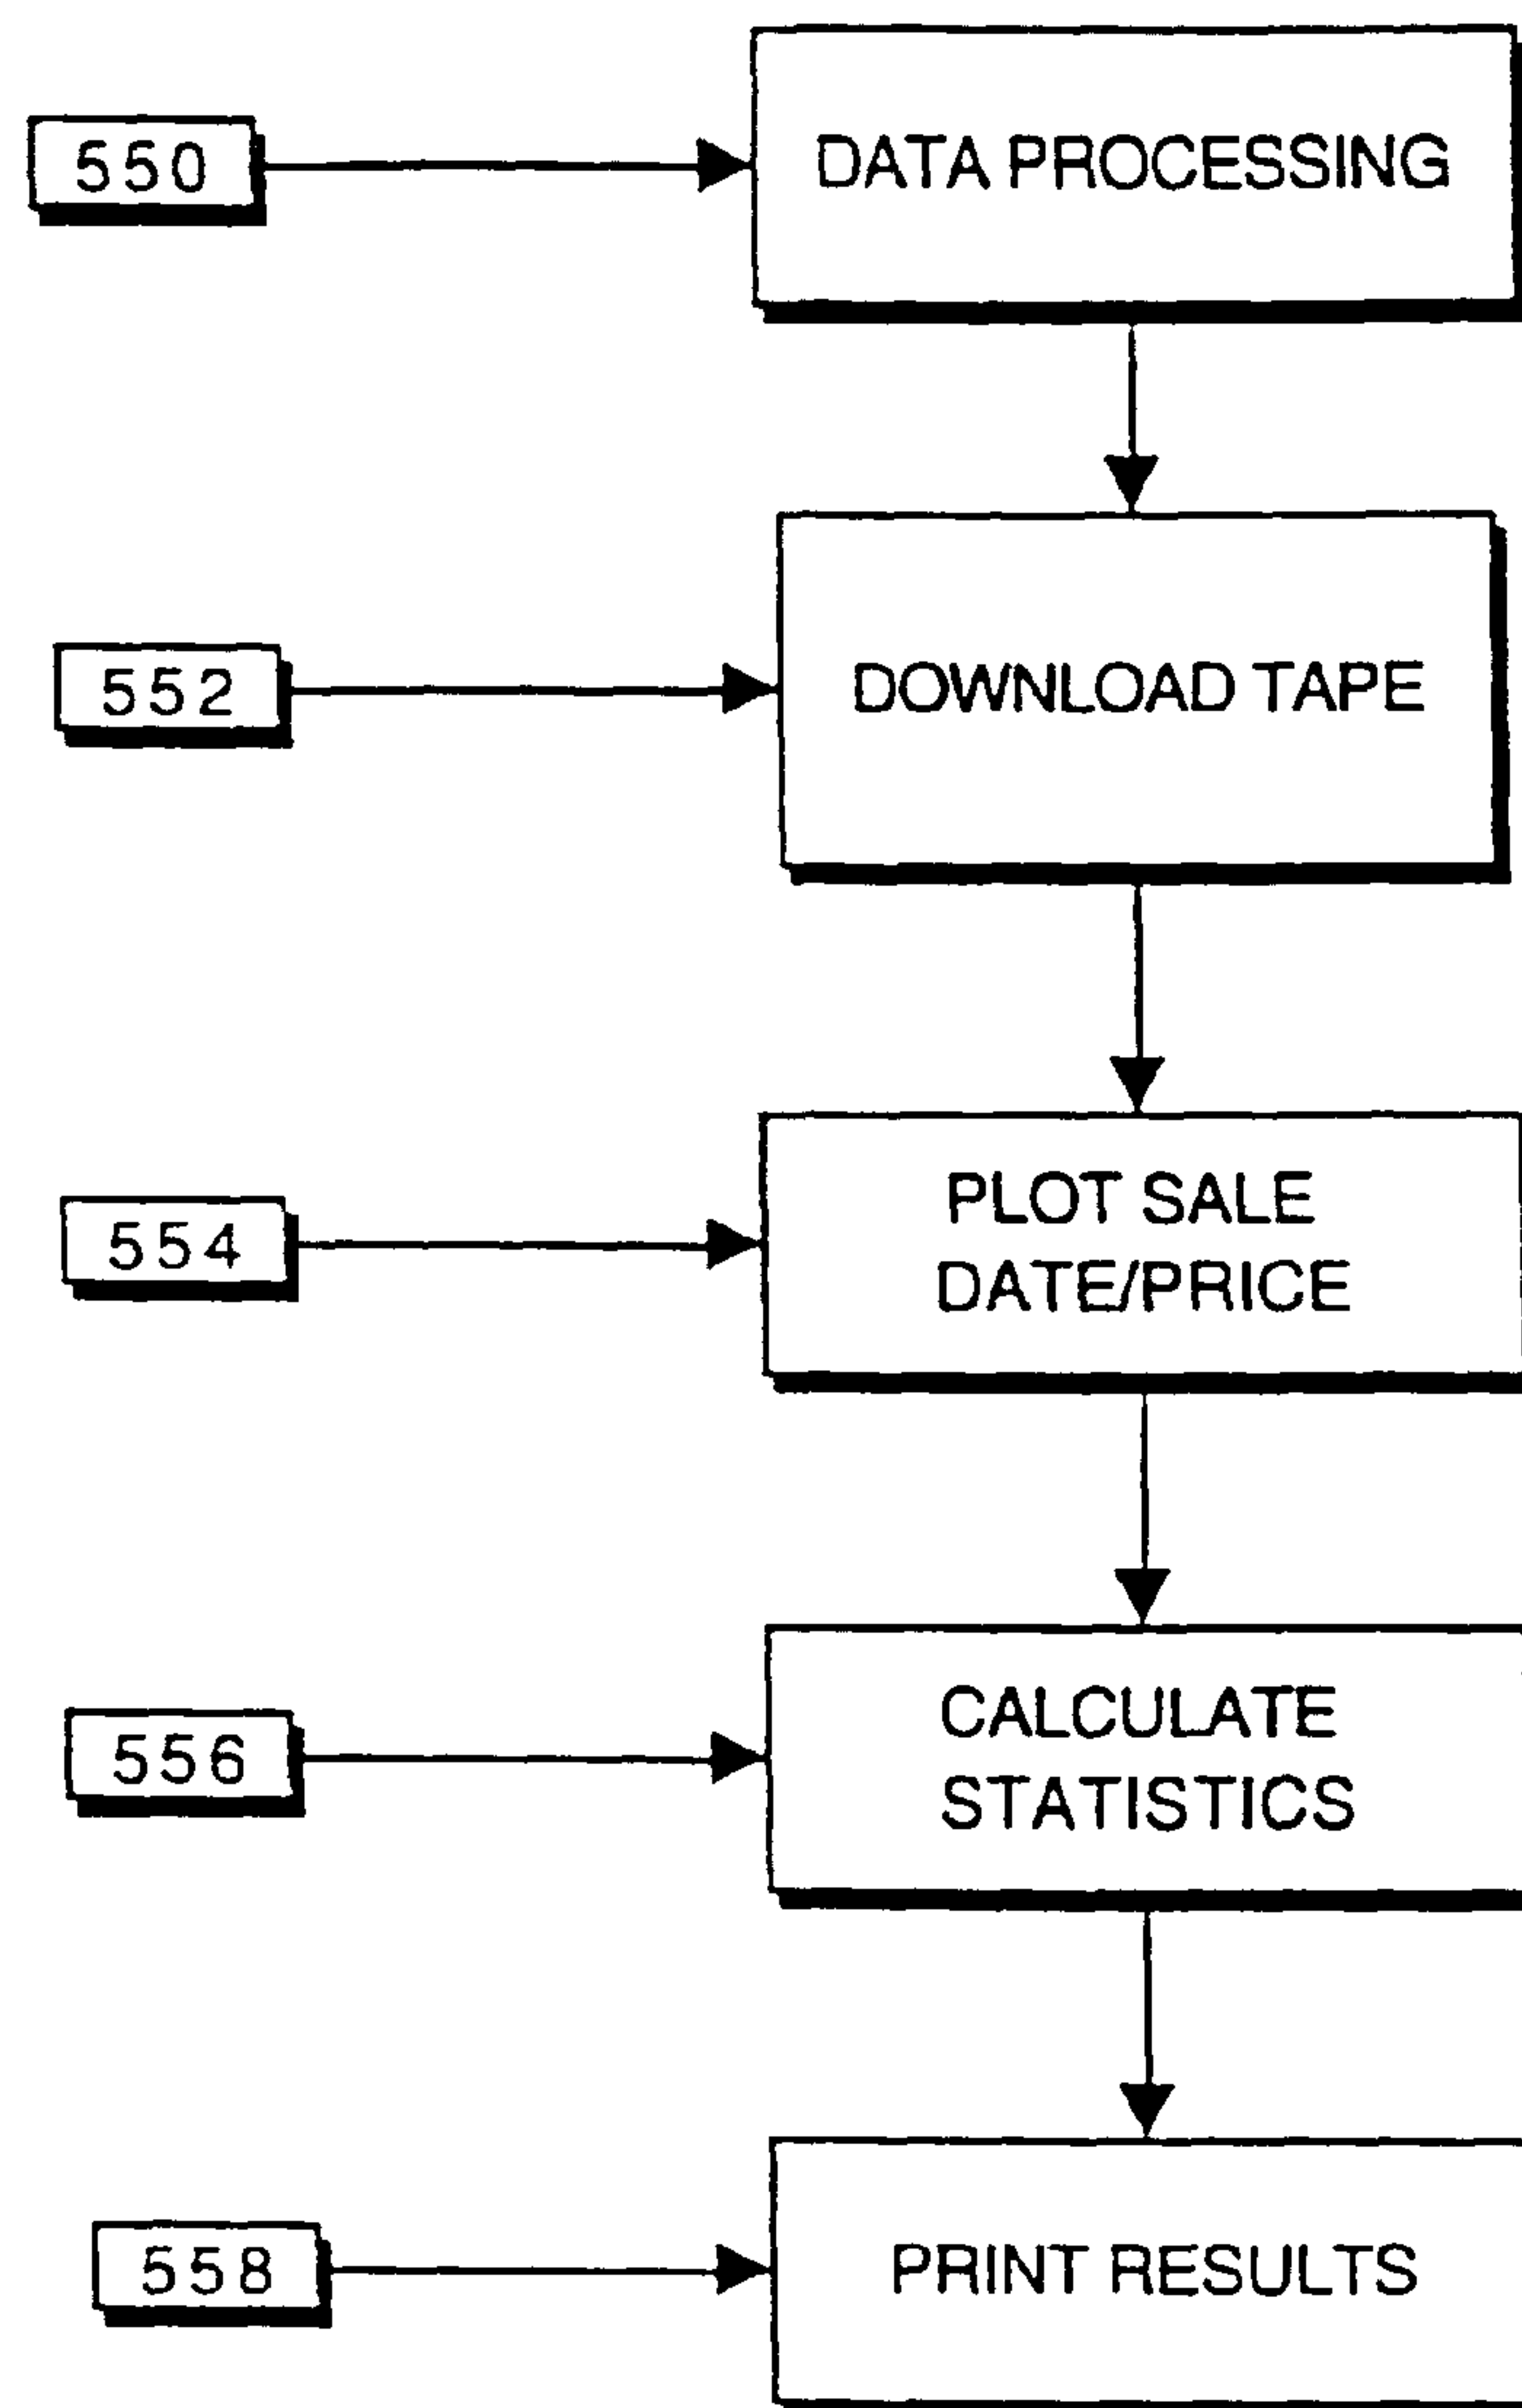 550
DATA PROCESSING
552
DOWNLOAD TAPE
554
PLOT SALE
DATE/PRICE
556
CALCULATE
STATISTICS
558
PRINT RESULTS